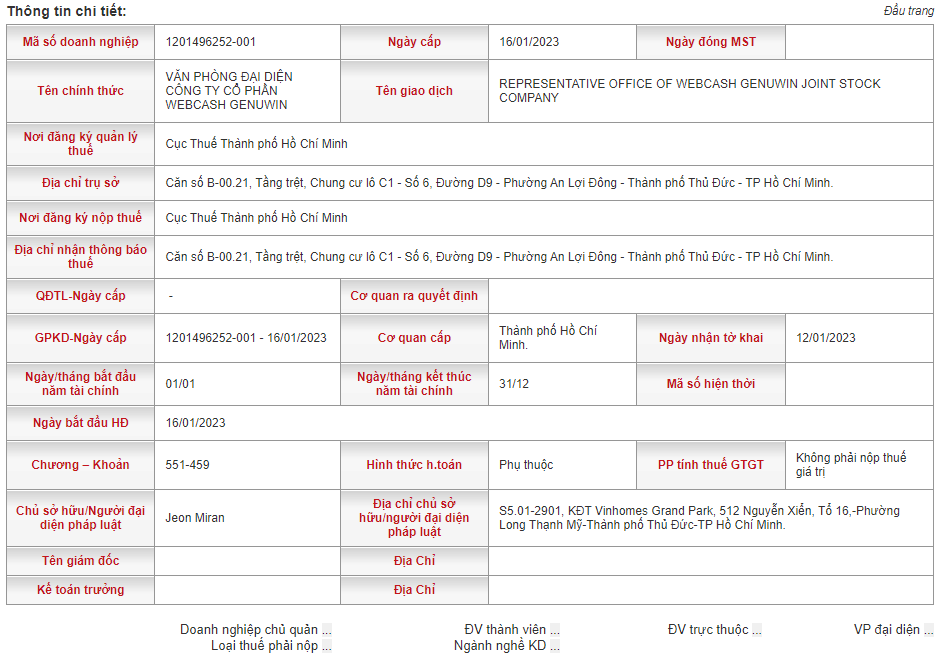 Thông tin chi tiết:
Đầu trang
Mã số doanh nghiệp 1201496252-001 Ngày cấp 16/01/2023 Ngày đóng MST
Tên chính thức
VĂN PHÒNG ĐẠI DIỆN
CÔNG TY CỔ PHẦN
WEBCASH GENUWIN
Tên giao dịch
REPRESENTATIVE OFFICE OF WEBCASH GENUWIN JOINT STOCK
COMPANY
Nơi đăng ký quản lý
thuế
Cục Thuế Thành phố Hồ Chí Minh
Địa chỉ trụ sở
Căn số B-00.21, Tầng trệt, Chung cư lô C1 - Số 6, Đường D9 - Phường An Lợi Đông - Thành phố Thủ Đức - TP Hồ Chí Minh.
Nơi đăng ký nộp thuế
Cục Thuế Thành phố Hồ Chí Minh
Địa chỉ nhận thông báo
thuế
Căn số B-00.21, Tầng trệt, Chung cư lô C1 - Số 6, Đường D9 - Phường An Lợi Đông - Thành phố Thủ Đức - TP Hồ Chí Minh.
QĐTL-Ngày cấp - Cơ quan ra quyết định
GPKD-Ngày cấp 1201496252-001 - 16/01/2023 Cơ quan cấp
Thành phố Hồ Chí
Minh.
Ngày nhận tờ khai 12/01/2023
Ngày/tháng bắt đầu
năm tài chính
01/01
Ngày/tháng kết thúc
năm tài chính
31/12
Mã số hiện thời
Ngày bắt đầu HĐ 16/01/2023
Chương – Khoản 551-459 Hình thức h.toán Phụ thuộc PP tính thuế GTGT
Không phải nộp thuế
giá trị
Chủ sở hữu/Người đại
diện pháp luật
Jeon Miran
Địa chỉ chủ sở
hữu/người đại diện
pháp luật
S5.01-2901, KĐT Vinhomes Grand Park, 512 Nguyễn Xiển, Tổ 16,-Phường
Long Thạnh Mỹ-Thành phố Thủ Đức-TP Hồ Chí Minh.
Tên giám đốc Địa Chỉ
Kế toán trưởng Địa Chỉ
Doanh nghiệp chủ quản ... ĐV thành viên ... ĐV trực thuộc ... VP đại diện ...
Loại thuế phải nộp ... Ngành nghề KD ...